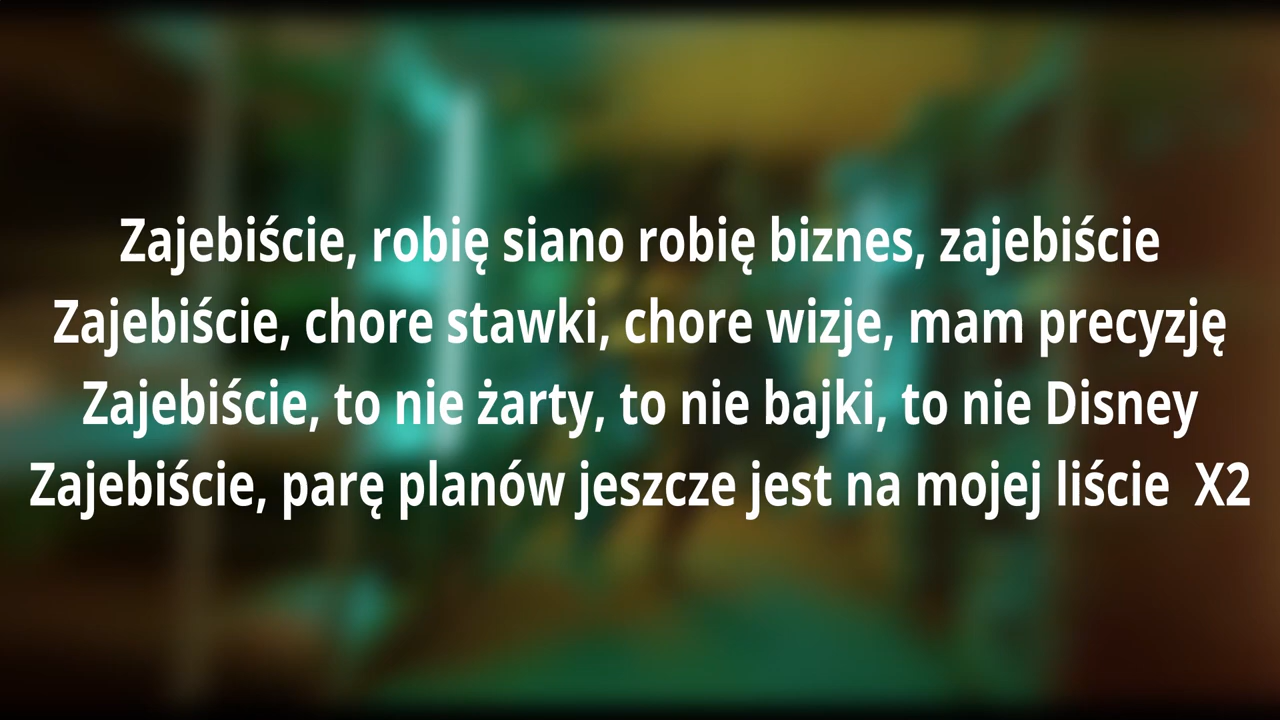 Zajebiście, robię siano robię biznes, zajebiście
Zajebiście, chore stawki, chore wizje, mam precyzję
Zajebiście, to nie żarty, to nie bajki, to nie Disney
Zajebiście, parę planów jeszcze jest na mojej liście  X2